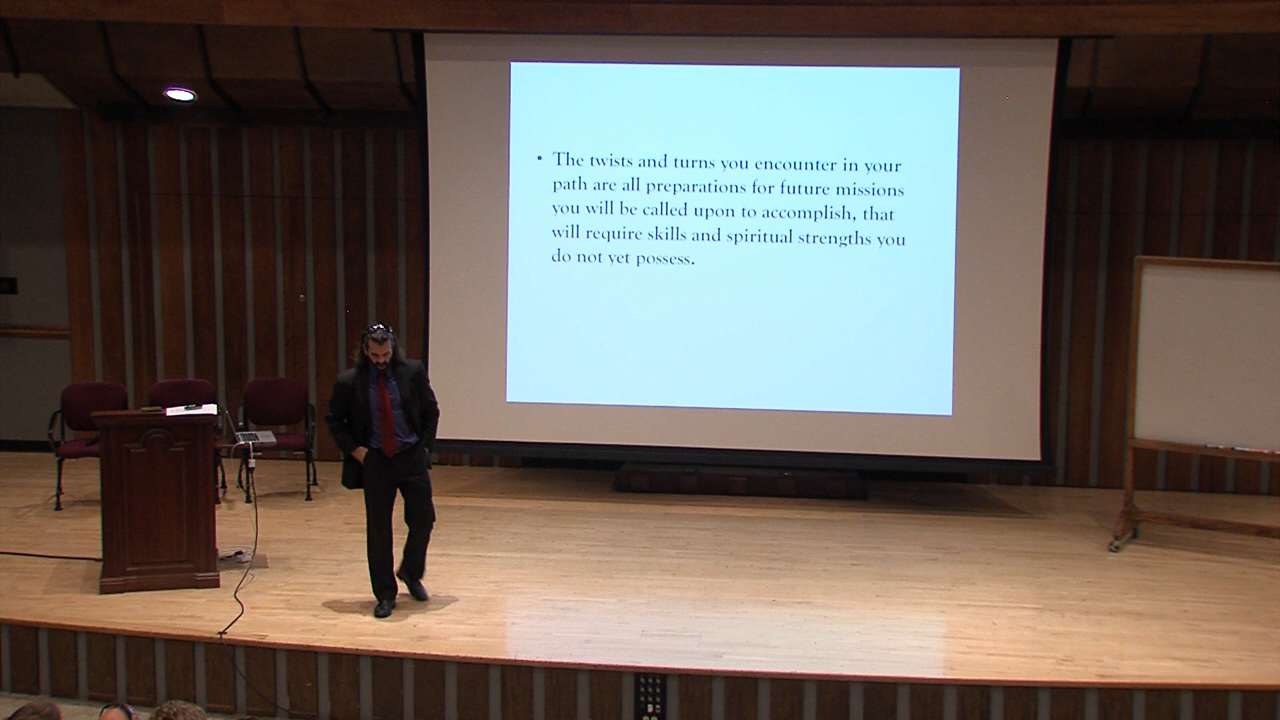 • The twists and turns you encounter in your
path are all preparations for future missions
you will be called upon to accomplish, that
will require skills and spiritual strengths you
do not yet possess.